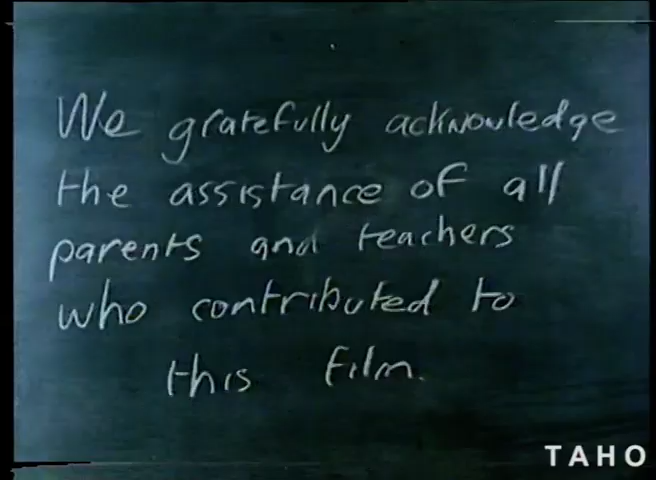 We gratefully acknowledge
the assistance of all
parents and teachers
who contributed to
this film.
TAHO